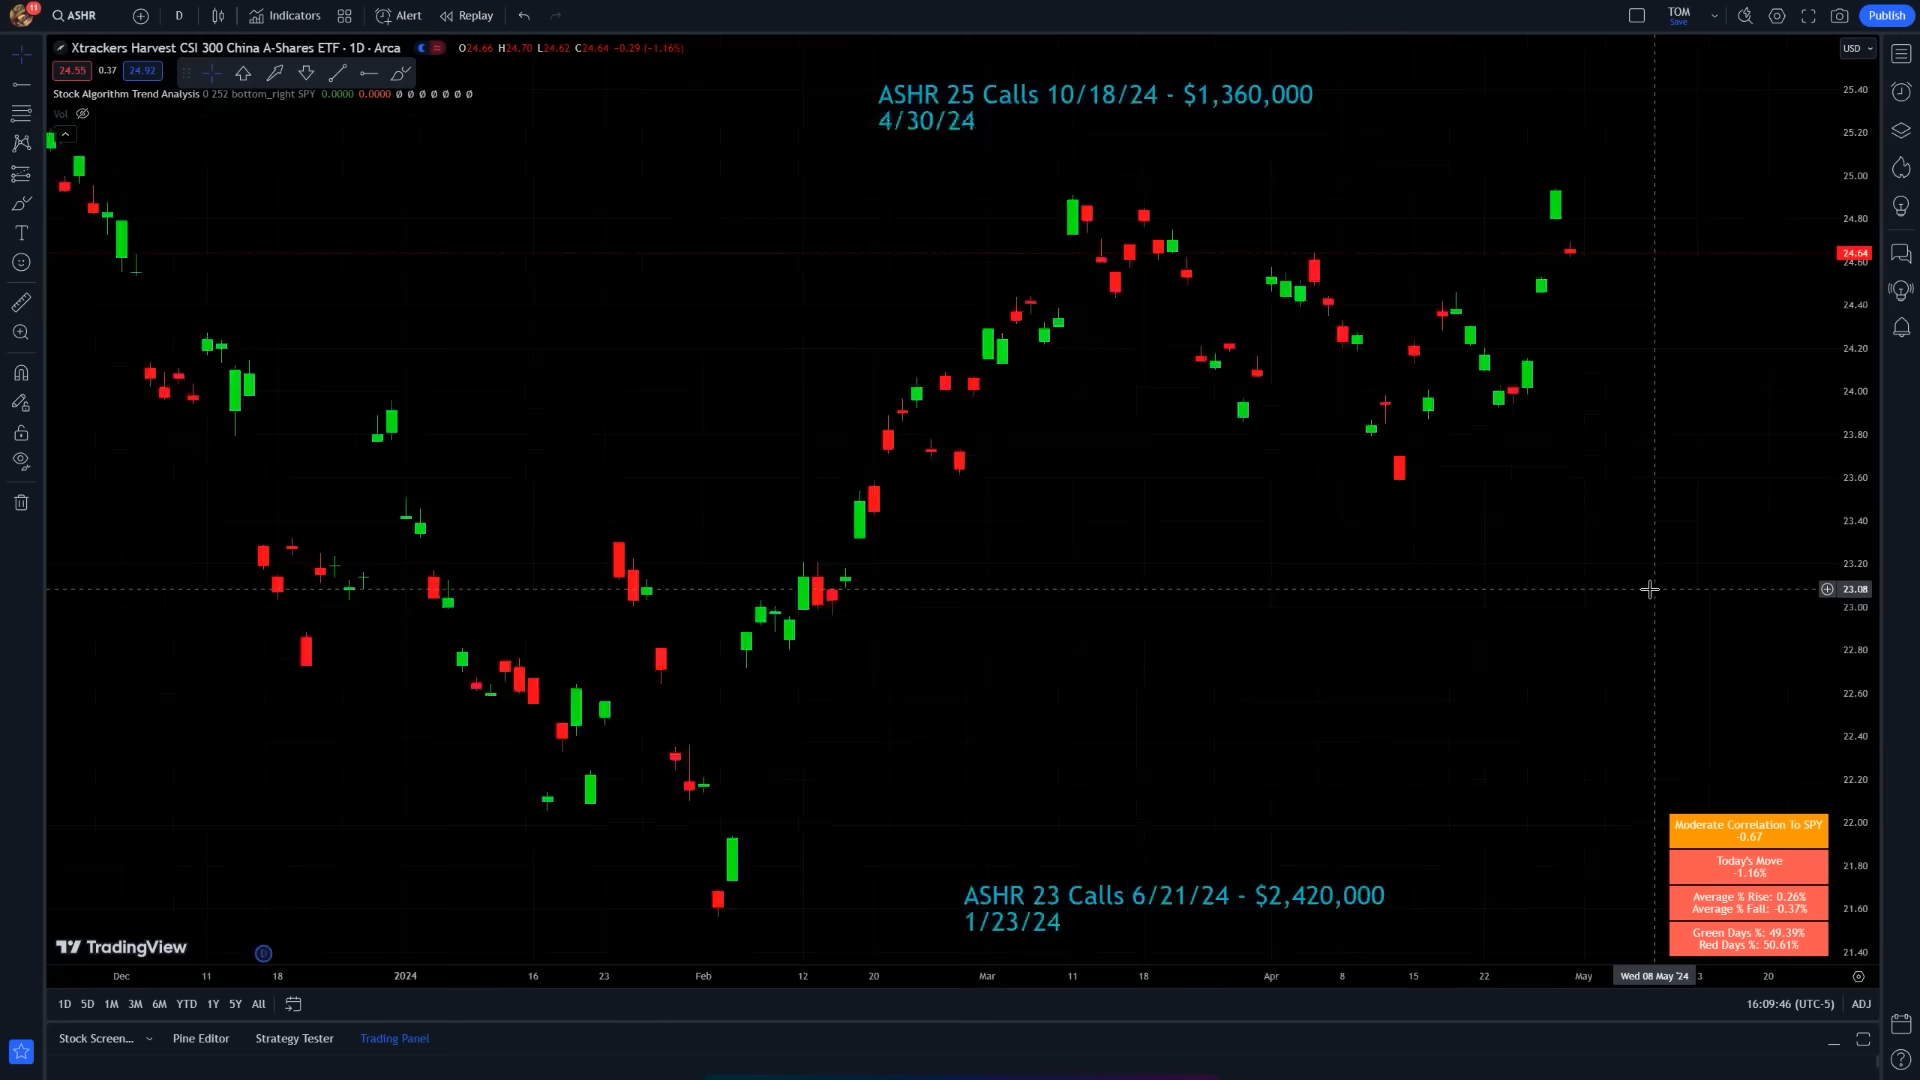 11
ASHR
D
Indicators
Alert
Replay
TOM
Save
Publish
Xtrackers Harvest CSI 300 China A-Shares ETF · 1D · Arca
O24.66 H24.70 L24.62 C24.64 -0.29 (-1.16%)
USD
24.55 0.37 24.92
Stock Algorithm Trend Analysis 0 252 bottom_right SPY 0.0000 0.0000 Ø Ø Ø Ø Ø Ø Ø
Vol
ASHR 25 Calls 10/18/24 - $1,360,000
4/30/24
25.40
25.20
25.00
24.80
24.64
24.60
24.40
24.20
24.00
23.80
23.60
23.40
23.20
23.08
23.00
22.80
22.60
22.40
22.20
22.00
21.80
21.60
21.40
Moderate Correlation To SPY
-0.67
Today's Move
-1.16%
Average % Rise: 0.26%
Average % Fall: -0.37%
Green Days %: 49.39%
Red Days %: 50.61%
ASHR 23 Calls 6/21/24 - $2,420,000
1/23/24
TradingView
D
Dec 11 18 2024 16 23 Feb 12 20 Mar 11 18 Apr 8 15 22 May Wed 08 May '24 3 20
1D 5D 1M 3M 6M YTD 1Y 5Y All
16:09:46 (UTC-5) ADJ
Stock Screen... Pine Editor Strategy Tester Trading Panel